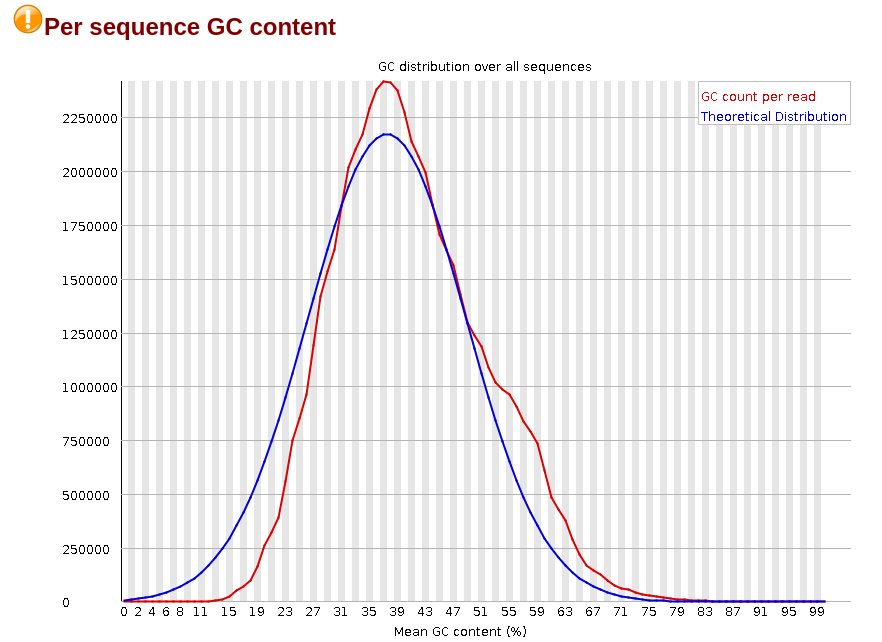 Per sequence GC content
GC distribution over all sequences
GC count per read
Theoretical Distribution
2250000
2000000
1750000
1500000
1250000
1000000
750000
500000
250000
0
0 2 4 6 8 11 15 19 23 27 31 35 39 43 47 51 55 59 63 67 71 75 79 83 87 91 95 99
Mean GC content (%)